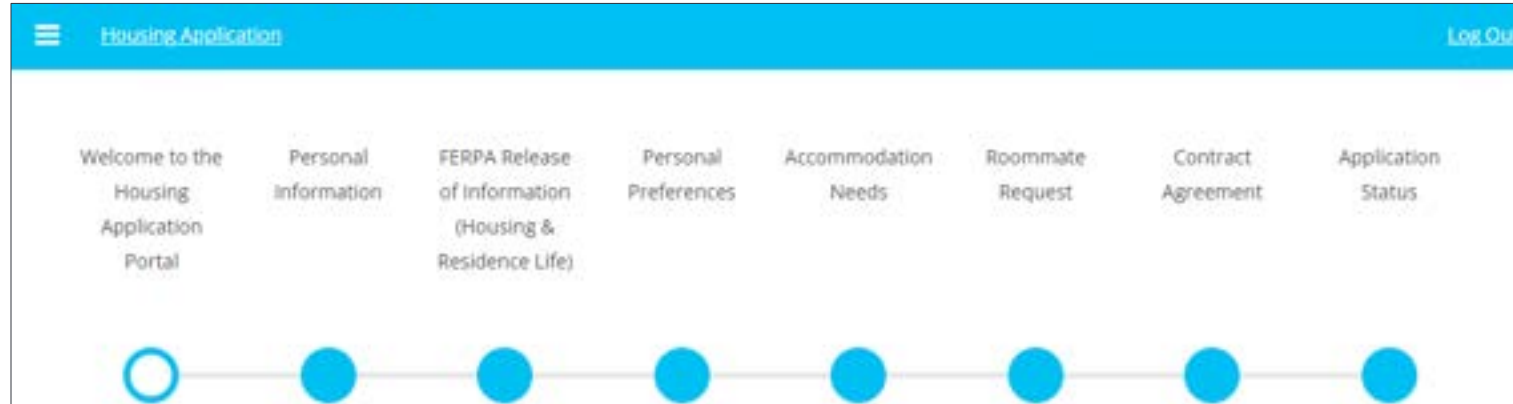 Housing Application
Log Ou
Welcome to the
Housing
Application
Portal
Personal
Information
FERPA Release
of Information
(Housing &
Residence Life)
Personal
Preferences
Accommodation
Needs
Roommate
Request
Contract
Agreement
Application
Status